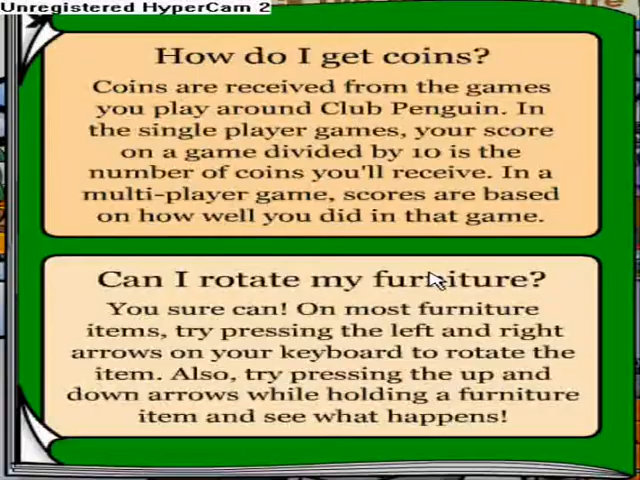 Unregistered HyperCam 2
How do I get coins?
Coins are received from the games
you play around Club Penguin. In
the single player games, your score
on a game divided by 10 is the
number of coins you'll receive. In a
multi-player game, scores are based
on how well you did in that game.
Can I rotate my furniture?
You sure can! On most furniture
items, try pressing the left and right
arrows on your keyboard to rotate the
item. Also, try pressing the up and
down arrows while holding a furniture
item and see what happens!